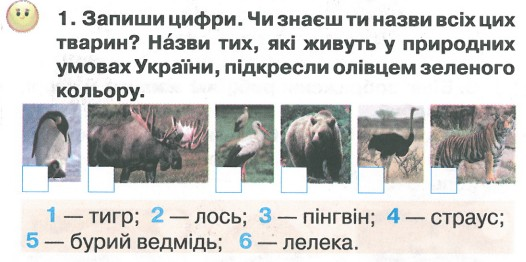 1. Запиши цифри. Чи знаєш ти назви всіх цих
тварин? На́зви тих, які живуть у природних
умовах України, підкресли олівцем зеленого
кольору.
1 — тигр; 2 — лось; 3 — пінгвін; 4 — страус;
5 — бурий ведмідь; 6 — лелека.